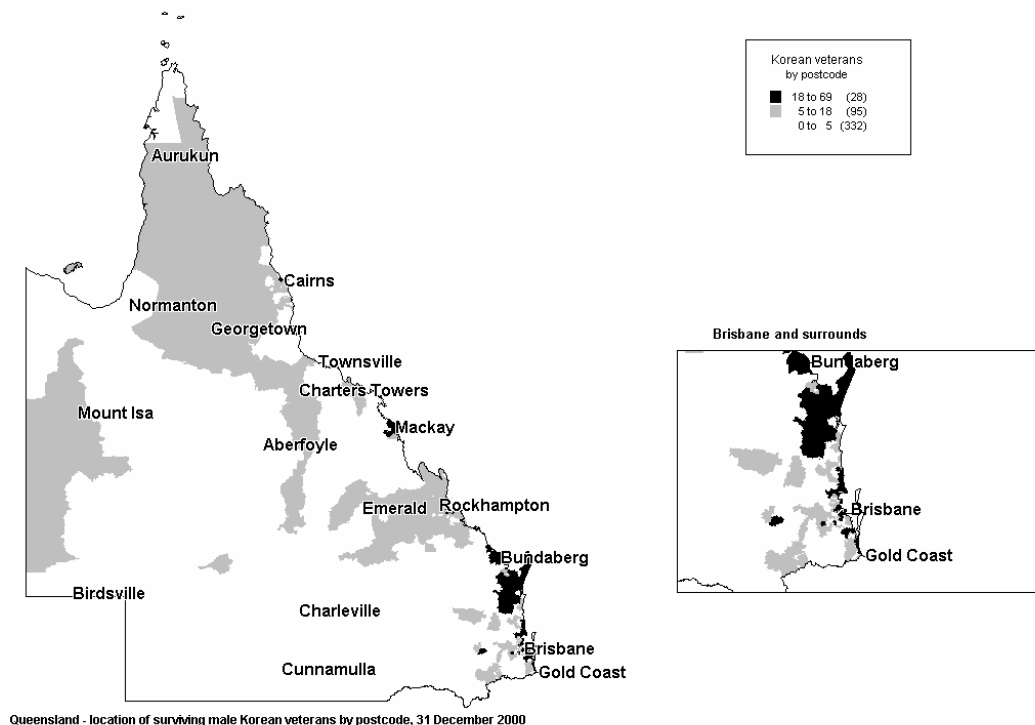 Korean veterans
by postcode
18 to 69 (28)
5 to 18 (95)
0 to 5 (332)
Aurukun
Cairns
Normanton
Georgetown
Townsville
Charters Towers
Mount Isa
Mackay
Aberfoyle
Emerald
Rockhampton
Bundaberg
Birdsville
Charleville
Brisbane
Cunnamulla
Gold Coast
Brisbane and surrounds
Bundaberg
Brisbane
Gold Coast
Queensland - location of surviving male Korean veterans by postcode, 31 December 2000